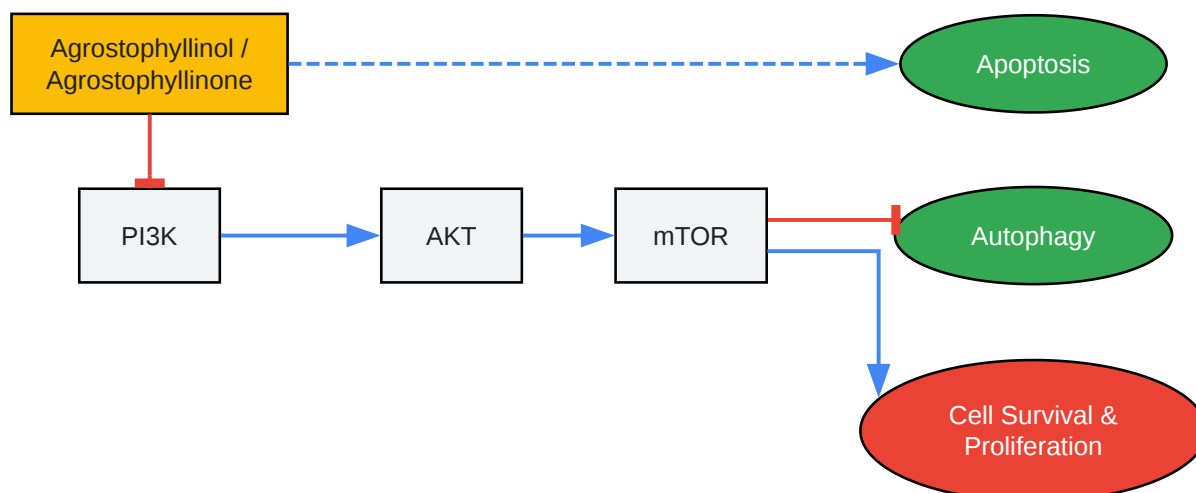 Agrostophyllinol /
Agrostophyllinone
Apoptosis
PI3K
AKT
mTOR
Autophagy
Cell Survival &
Proliferation